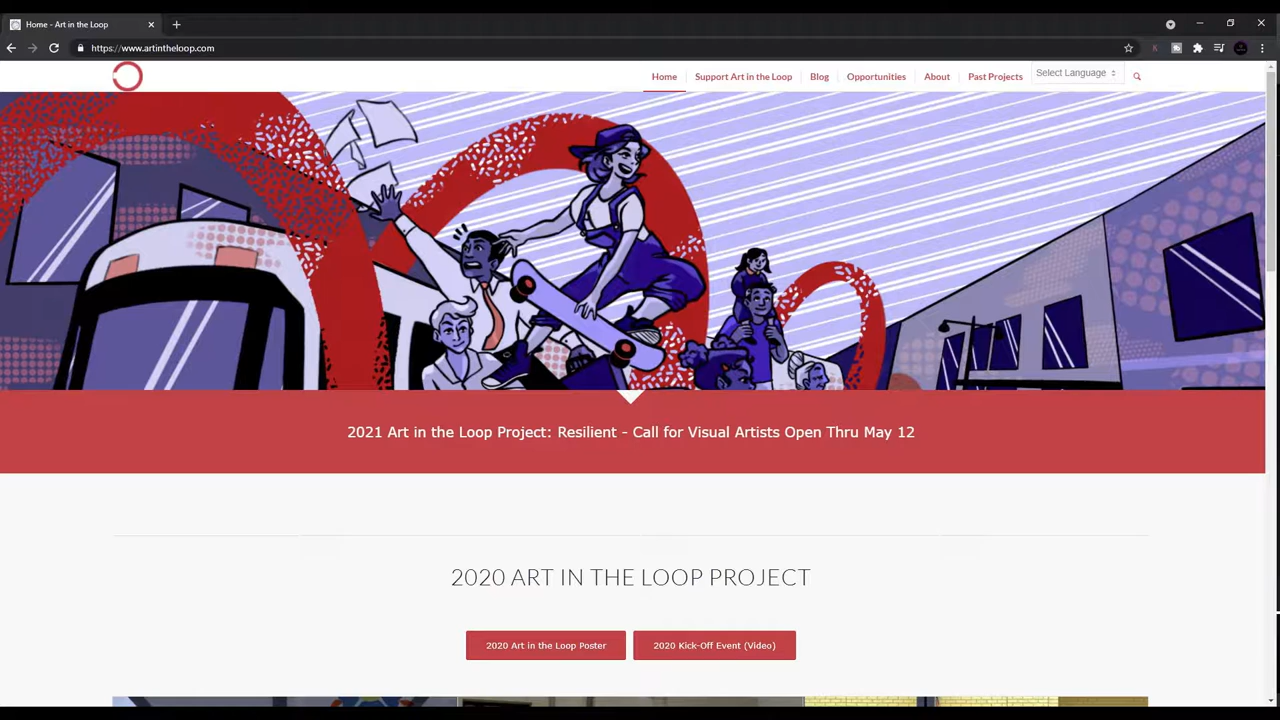 Home - Art in the Loop
https://www.artintheloop.com
Home
Support Art in the Loop
Blog
Opportunities
About
Past Projects
Select Language
2021 Art in the Loop Project: Resilient - Call for Visual Artists Open Thru May 12
2020 ART IN THE LOOP PROJECT
2020 Art in the Loop Poster
2020 Kick-Off Event (Video)